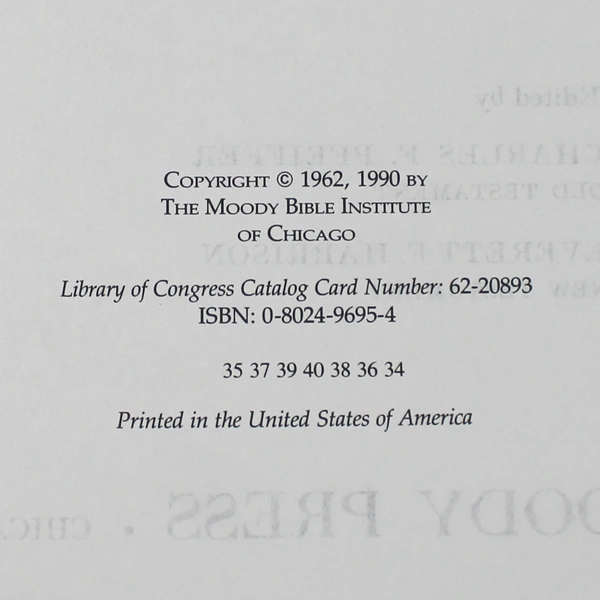 COPYRIGHT © 1962, 1990 BY
THE MOODY BIBLE INSTITUTE
OF CHICAGO
Library of Congress Catalog Card Number: 62-20893
ISBN: 0-8024-9695-4
35 37 39 40 38 36 34
Printed in the United States of America